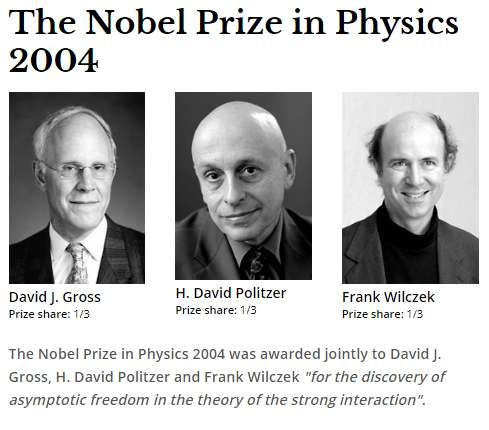 The Nobel Prize in Physics
2004
David J. Gross
Prize share: 1/3
H. David Politzer
Prize share: 1/3
Frank Wilczek
Prize share: 1/3
The Nobel Prize in Physics 2004 was awarded jointly to David J.
Gross, H. David Politzer and Frank Wilczek "for the discovery of
asymptotic freedom in the theory of the strong interaction".